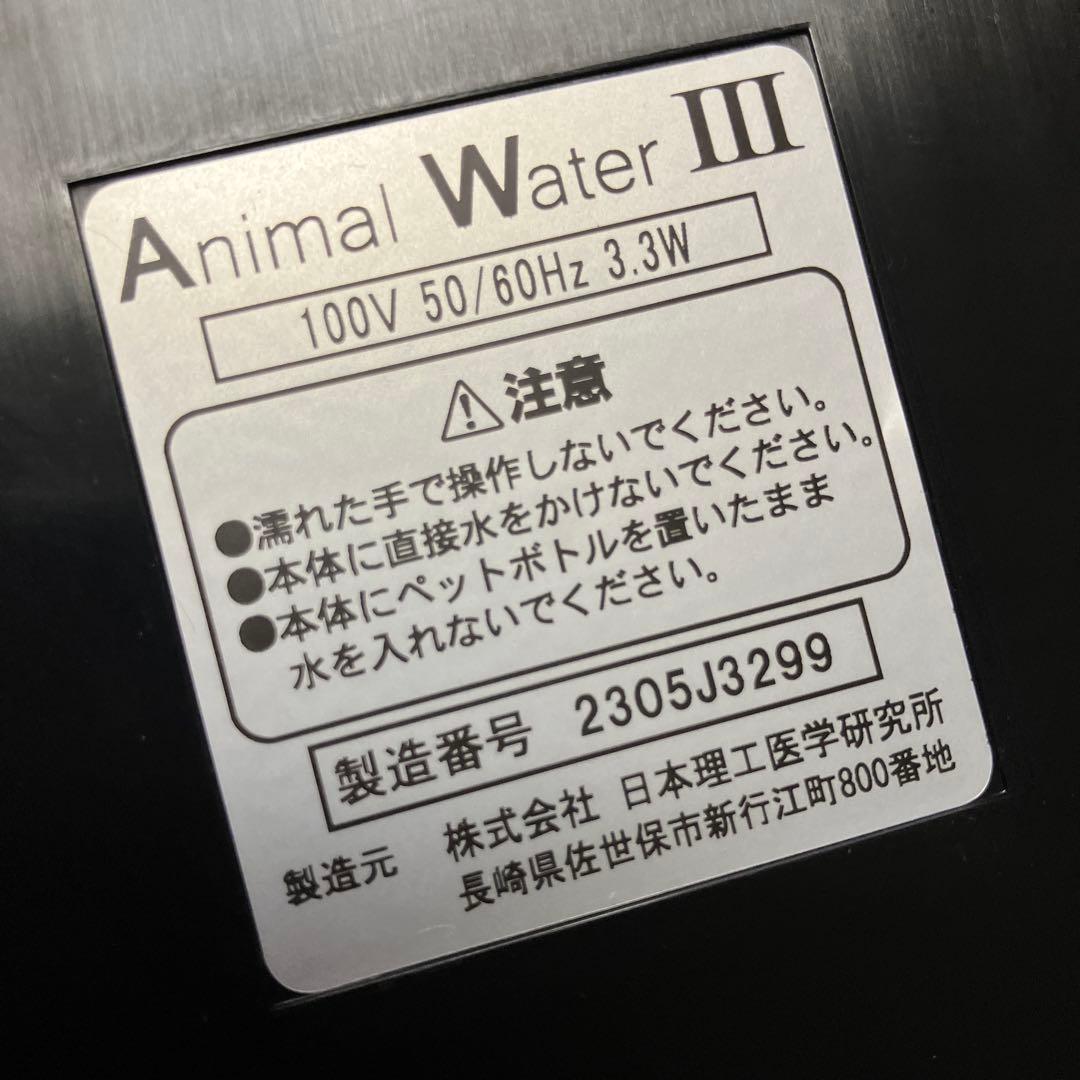 Animal Water III
100V 50/60Hz 3.3W
⚠注意
●濡れた手で操作しないでください。
●本体に直接水をかけないでください。
●本体にペットボトルを置いたまま
水を入れないでください。
製造番号 2305J3299
製造元 株式会社 日本理工医学研究所
長崎県佐世保市新行江町800番地